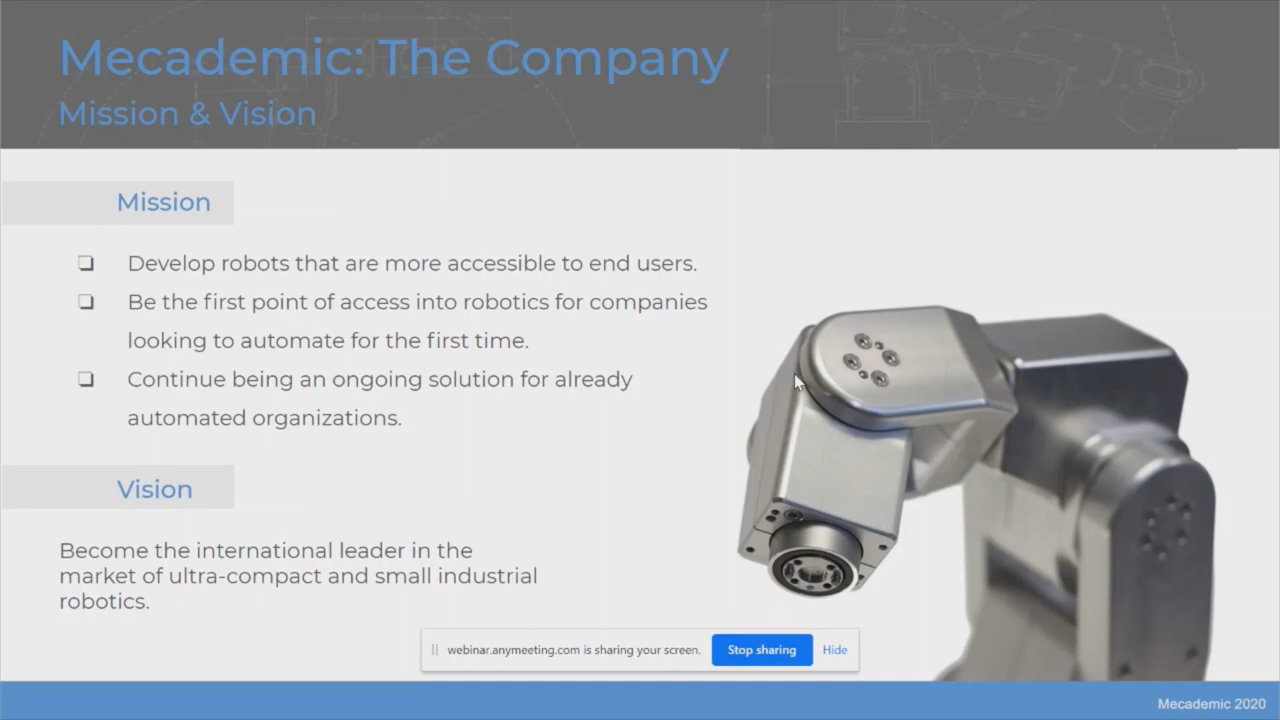 Mecademic: The Company
Mission & Vision
Mission
❏ Develop robots that are more accessible to end users.
❏ Be the first point of access into robotics for companies
looking to automate for the first time.
❏ Continue being an ongoing solution for already
automated organizations.
Vision
Become the international leader in the
market of ultra-compact and small industrial
robotics.
webinar.anymeeting.com is sharing your screen. Stop sharing Hide
Mecademic 2020